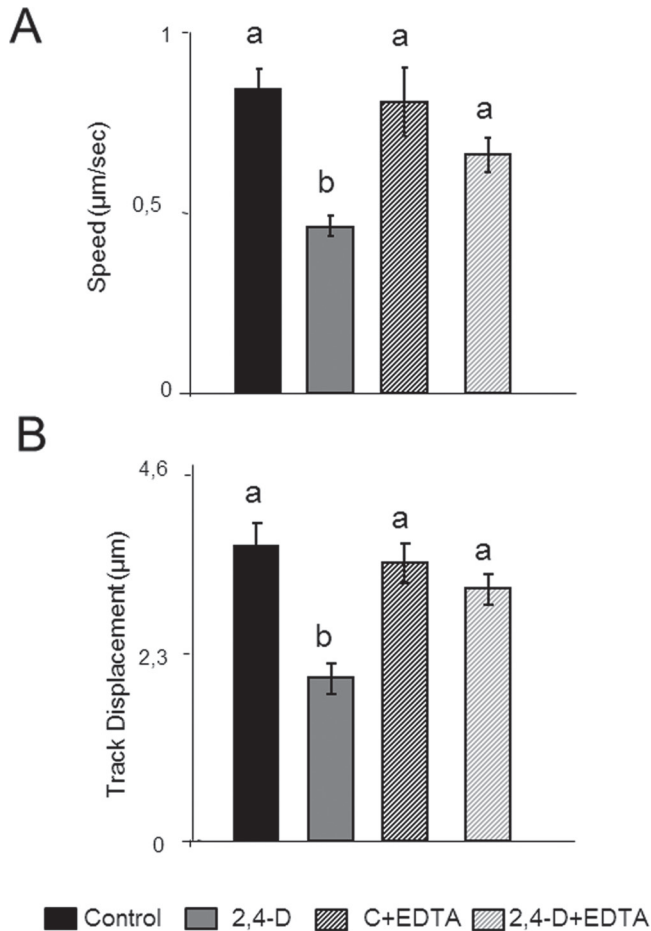 A
1
a
a
a
b
0,5
0
Speed (µm/sec)
B
4,6
a
a
a
b
2,3
0
Track Displacement (µm)
Control 2,4-D C+EDTA 2,4-D+EDTA